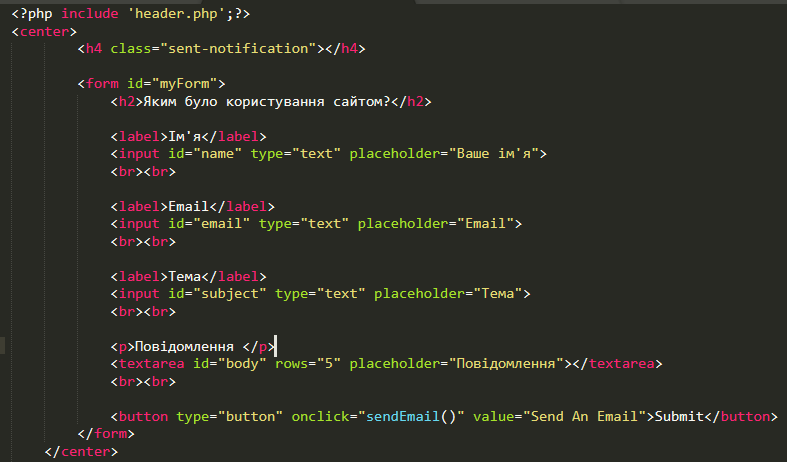 <?php include 'header.php';?>
<center>
<h4 class="sent-notification"></h4>
<form id="myForm">
<h2>Яким було користування сайтом?</h2>
<label>Ім'я</label>
<input id="name" type="text" placeholder="Ваше ім'я">
<br><br>
<label>Email</label>
<input id="email" type="text" placeholder="Email">
<br><br>
<label>Тема</label>
<input id="subject" type="text" placeholder="Тема">
<br><br>
<p>Повідомлення </p>
<textarea id="body" rows="5" placeholder="Повідомлення"></textarea>
<br><br>
<button type="button" onclick="sendEmail()" value="Send An Email">Submit</button>
</form>
</center>